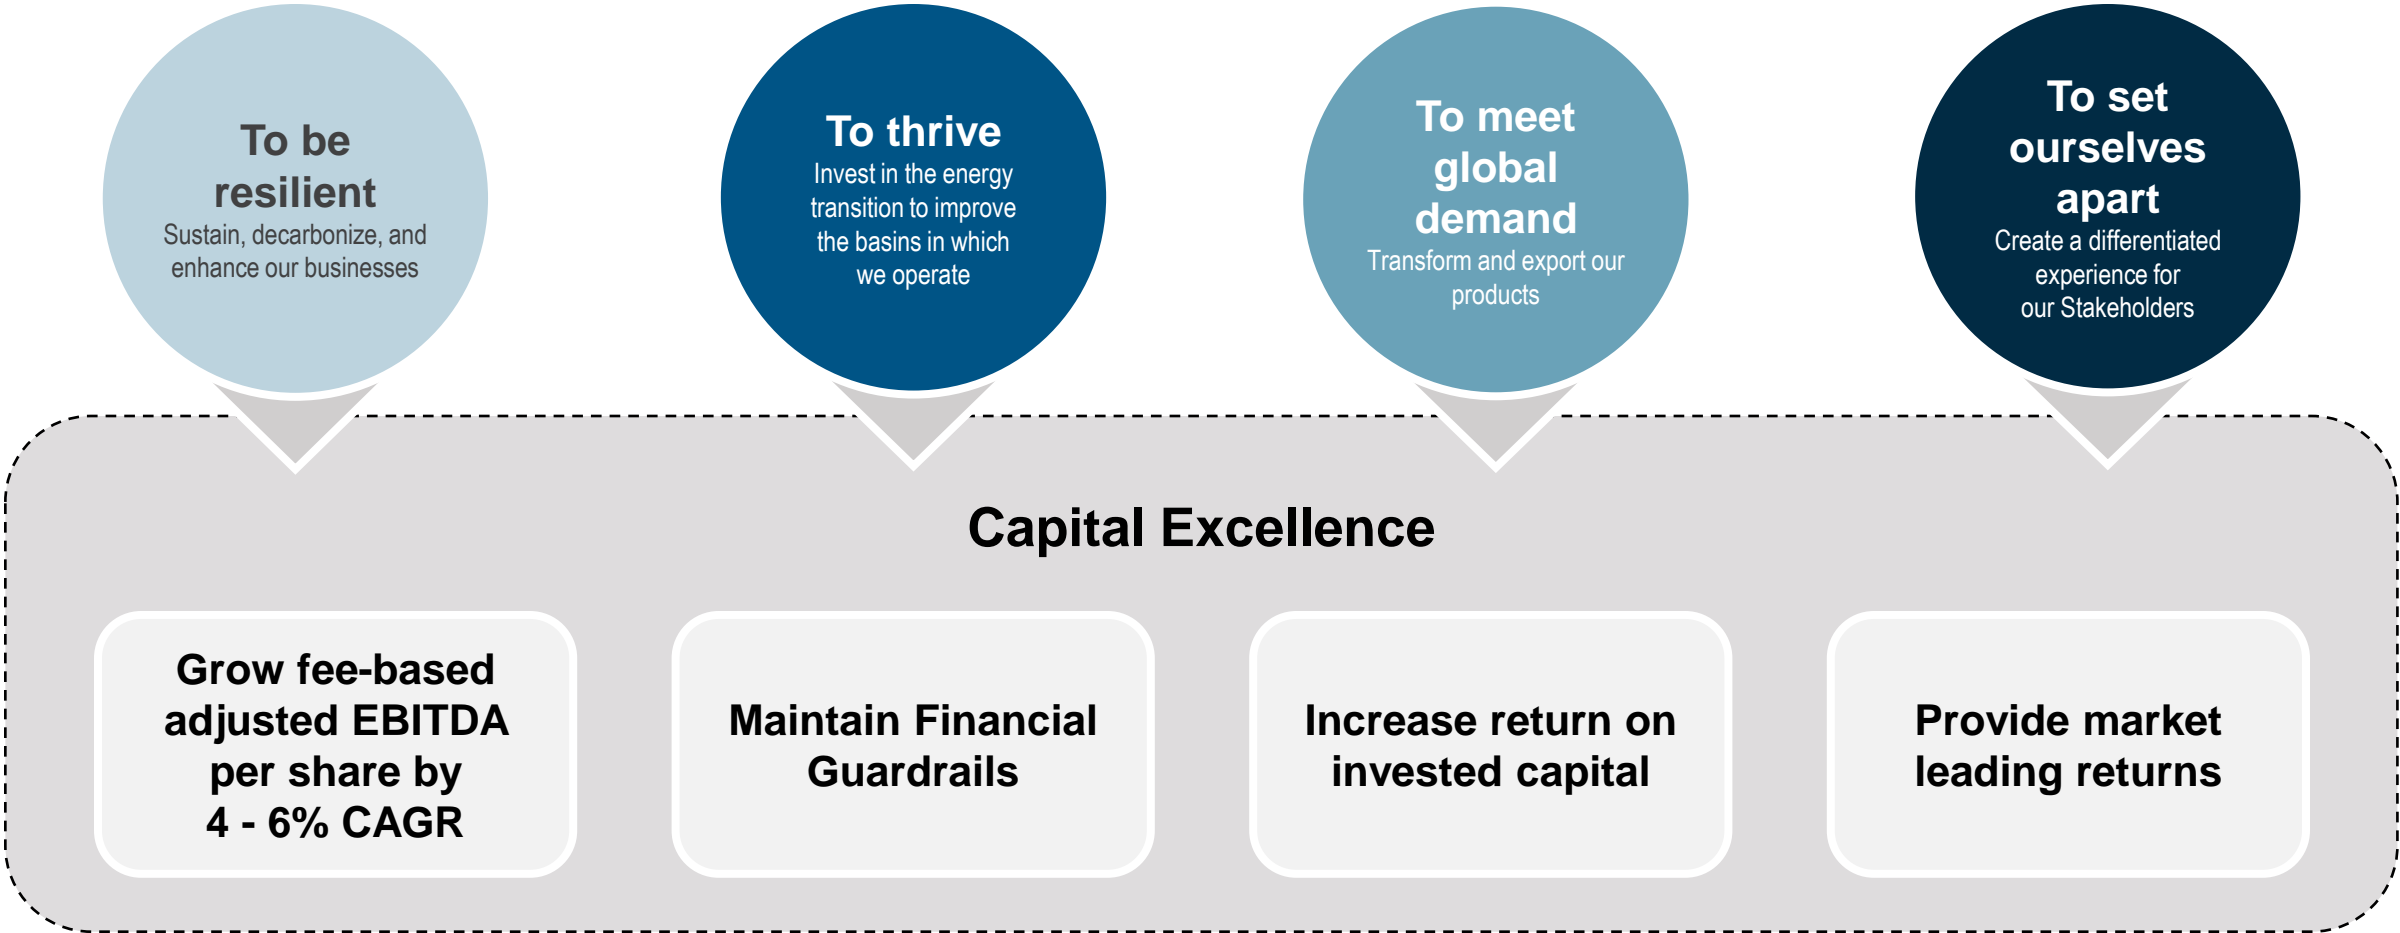 To be
resilient
Sustain, decarbonize, and
enhance our businesses
To thrive
Invest in the energy
transition to improve
the basins in which
we operate
To meet
global
demand
Transform and export our
products
To set
ourselves
apart
Create a differentiated
experience for
our Stakeholders
Capital Excellence
Grow fee-based
adjusted EBITDA
per share by
4 - 6% CAGR
Maintain Financial
Guardrails
Increase return on
invested capital
Provide market
leading returns